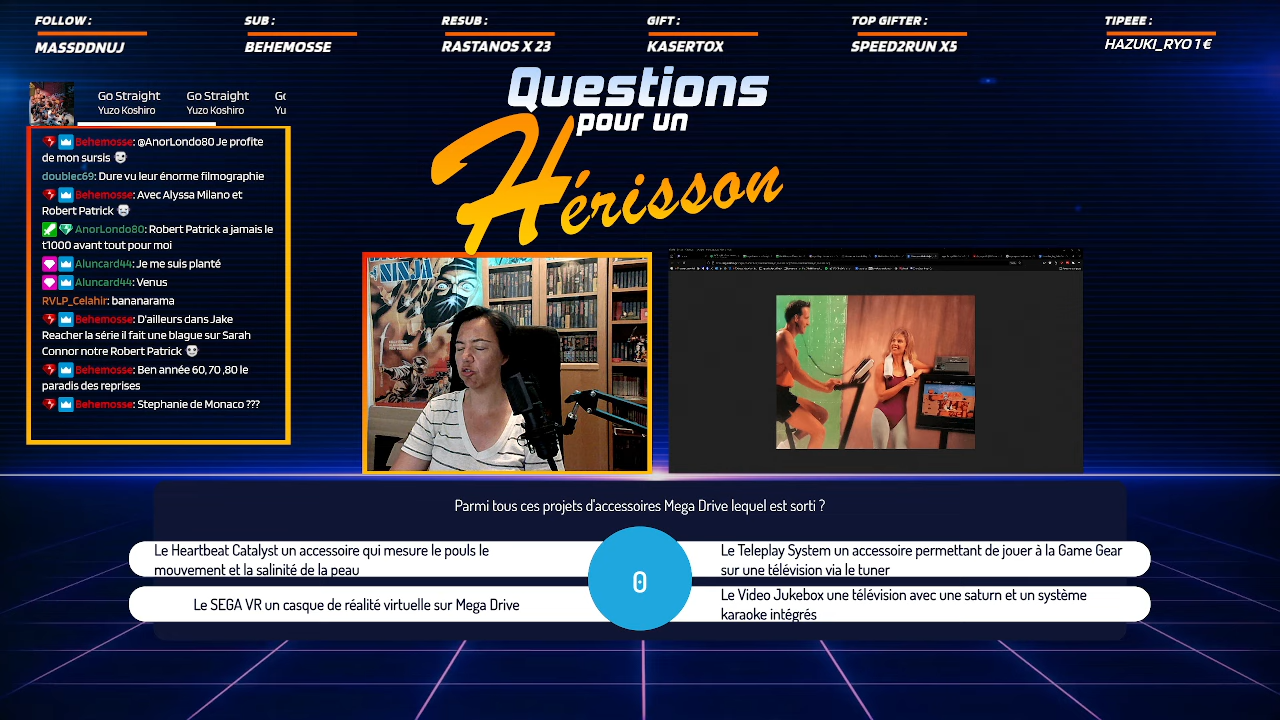 FOLLOW :
MASSDDNUJ
SUB :
BEHEMOSSE
RESUB :
RASTANOS X 23
GIFT :
KASERTOX
TOP GIFTER :
SPEED2RUN X5
TIPEEE :
HAZUKI_RYO 1 €
Go Straight
Yuzo Koshiro
Go Straight
Yuzo Koshiro
Gc
Yu
Questions
pour un
Hérisson
Behemosse: @AnorLondo80 Je profite
de mon sursis
doublec69: Dure vu leur énorme filmographie
Behemosse: Avec Alyssa Milano et
Robert Patrick
AnorLondo80: Robert Patrick a jamais le
t1000 avant tout pour moi
Aluncard44: Je me suis planté
Aluncard44: Venus
RVLP_Celahir: bananarama
Behemosse: D'ailleurs dans Jake
Reacher la série il fait une blague sur Sarah
Connor notre Robert Patrick
Behemosse: Ben année 60,70 ,80 le
paradis des reprises
Behemosse: Stephanie de Monaco ???
NINJA
Parmi tous ces projets d'accessoires Mega Drive lequel est sorti ?
Le Heartbeat Catalyst un accessoire qui mesure le pouls le
mouvement et la salinité de la peau
Le Teleplay System un accessoire permettant de jouer à la Game Gear
sur une télévision via le tuner
0
Le SEGA VR un casque de réalité virtuelle sur Mega Drive
Le Video Jukebox une télévision avec une saturn et un système
karaoke intégrés